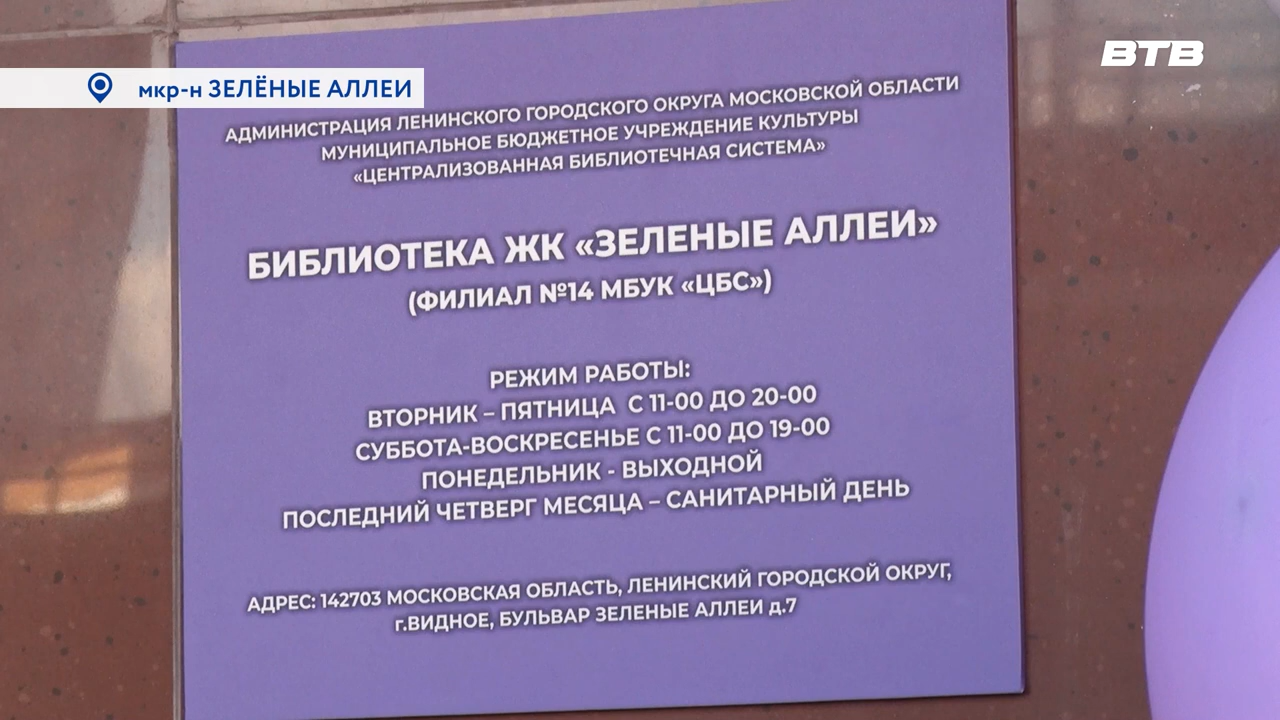 ВТВ
мкр-н ЗЕЛЁНЫЕ АЛЛЕИ
АДМИНИСТРАЦИЯ ЛЕНИНСКОГО ГОРОДСКОГО ОКРУГА МОСКОВСКОЙ ОБЛАСТИ
МУНИЦИПАЛЬНОЕ БЮДЖЕТНОЕ УЧРЕЖДЕНИЕ КУЛЬТУРЫ
«ЦЕНТРАЛИЗОВАННАЯ БИБЛИОТЕЧНАЯ СИСТЕМА»
БИБЛИОТЕКА ЖК «ЗЕЛЕНЫЕ АЛЛЕИ»
(ФИЛИАЛ №14 МБУК «ЦБС»)
РЕЖИМ РАБОТЫ:
ВТОРНИК – ПЯТНИЦА С 11-00 ДО 20-00
СУББОТА-ВОСКРЕСЕНЬЕ С 11-00 ДО 19-00
ПОНЕДЕЛЬНИК - ВЫХОДНОЙ
ПОСЛЕДНИЙ ЧЕТВЕРГ МЕСЯЦА – САНИТАРНЫЙ ДЕНЬ
АДРЕС: 142703 МОСКОВСКАЯ ОБЛАСТЬ, ЛЕНИНСКИЙ ГОРОДСКОЙ ОКРУГ,
г.ВИДНОЕ, БУЛЬВАР ЗЕЛЕНЫЕ АЛЛЕИ д.7